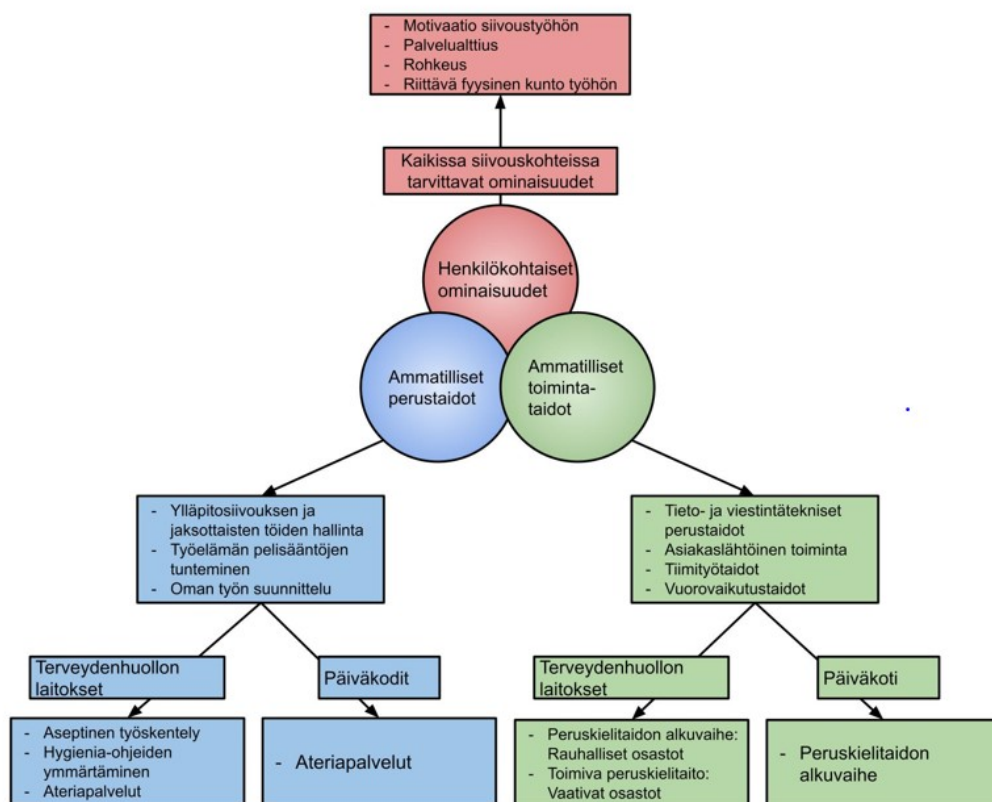 - Motivaatio siivoustyöhön
- Palvelualttius
- Rohkeus
- Riittävä fyysinen kunto työhön
Kaikissa siivouskohteissa
tarvittavat ominaisuudet
Henkilökohtaiset
ominaisuudet
Ammatilliset
perustaidot
Ammatilliset
toiminta-
taidot
- Ylläpitosiivouksen ja
jaksottaisten töiden hallinta
- Työelämän pelisääntöjen
tunteminen
- Oman työn suunnittelu
- Tieto- ja viestintätekniset
perustaidot
- Asiakaslähtöinen toiminta
- Tiimityötaidot
- Vuorovaikutustaidot
Terveydenhuollon
laitokset
Päiväkodit
Terveydenhuollon
laitokset
Päiväkoti
- Aseptinen työskentely
- Hygienia-ohjeiden
ymmärtäminen
- Ateriapalvelut
- Ateriapalvelut
- Peruskielitaidon alkuvaihe:
Rauhalliset osastot
- Toimiva peruskielitaito:
Vaativat osastot
- Peruskielitaidon
alkuvaihe